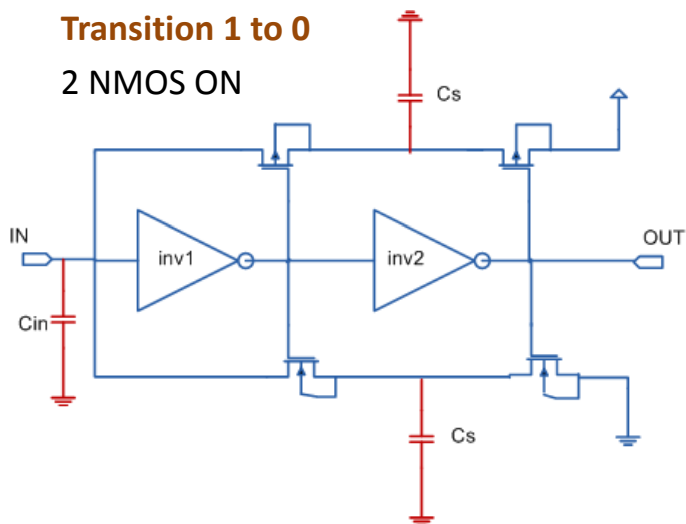 Transition 1 to 0
2 NMOS ON
Cs
IN
inv1
inv2
OUT
Cin
Cs